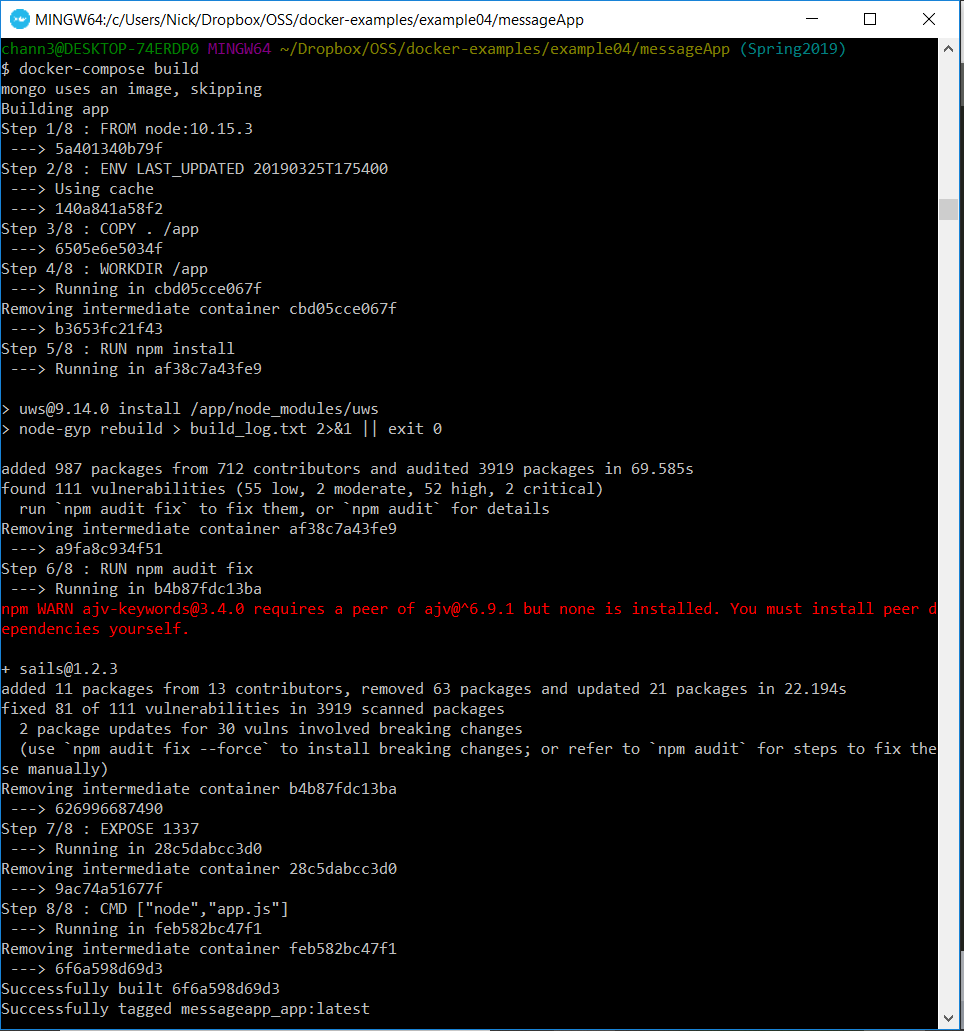 MINGW64:/c/Users/Nick/Dropbox/OSS/docker-examples/example04/messageApp
chann3@DESKTOP-74ERDP0 MINGW64 ~/Dropbox/OSS/docker-examples/example04/messageApp (Spring2019)
$ docker-compose build
mongo uses an image, skipping
Building app
Step 1/8 : FROM node:10.15.3
 ---> 5a401340b79f
Step 2/8 : ENV LAST_UPDATED 20190325T175400
 ---> Using cache
 ---> 140a841a58f2
Step 3/8 : COPY . /app
 ---> 6505e6e5034f
Step 4/8 : WORKDIR /app
 ---> Running in cbd05cce067f
Removing intermediate container cbd05cce067f
 ---> b3653fc21f43
Step 5/8 : RUN npm install
 ---> Running in af38c7a43fe9
> uws@9.14.0 install /app/node_modules/uws
> node-gyp rebuild > build_log.txt 2>&1 || exit 0
added 987 packages from 712 contributors and audited 3919 packages in 69.585s
found 111 vulnerabilities (55 low, 2 moderate, 52 high, 2 critical)
  run `npm audit fix` to fix them, or `npm audit` for details
Removing intermediate container af38c7a43fe9
 ---> a9fa8c934f51
Step 6/8 : RUN npm audit fix
 ---> Running in b4b87fdc13ba
npm WARN ajv-keywords@3.4.0 requires a peer of ajv@^6.9.1 but none is installed. You must install peer d
ependencies yourself.
+ sails@1.2.3
added 11 packages from 13 contributors, removed 63 packages and updated 21 packages in 22.194s
fixed 81 of 111 vulnerabilities in 3919 scanned packages
  2 package updates for 30 vulns involved breaking changes
  (use `npm audit fix --force` to install breaking changes; or refer to `npm audit` for steps to fix the
se manually)
Removing intermediate container b4b87fdc13ba
 ---> 626996687490
Step 7/8 : EXPOSE 1337
 ---> Running in 28c5dabcc3d0
Removing intermediate container 28c5dabcc3d0
 ---> 9ac74a51677f
Step 8/8 : CMD ["node","app.js"]
 ---> Running in feb582bc47f1
Removing intermediate container feb582bc47f1
 ---> 6f6a598d69d3
Successfully built 6f6a598d69d3
Successfully tagged messageapp_app:latest